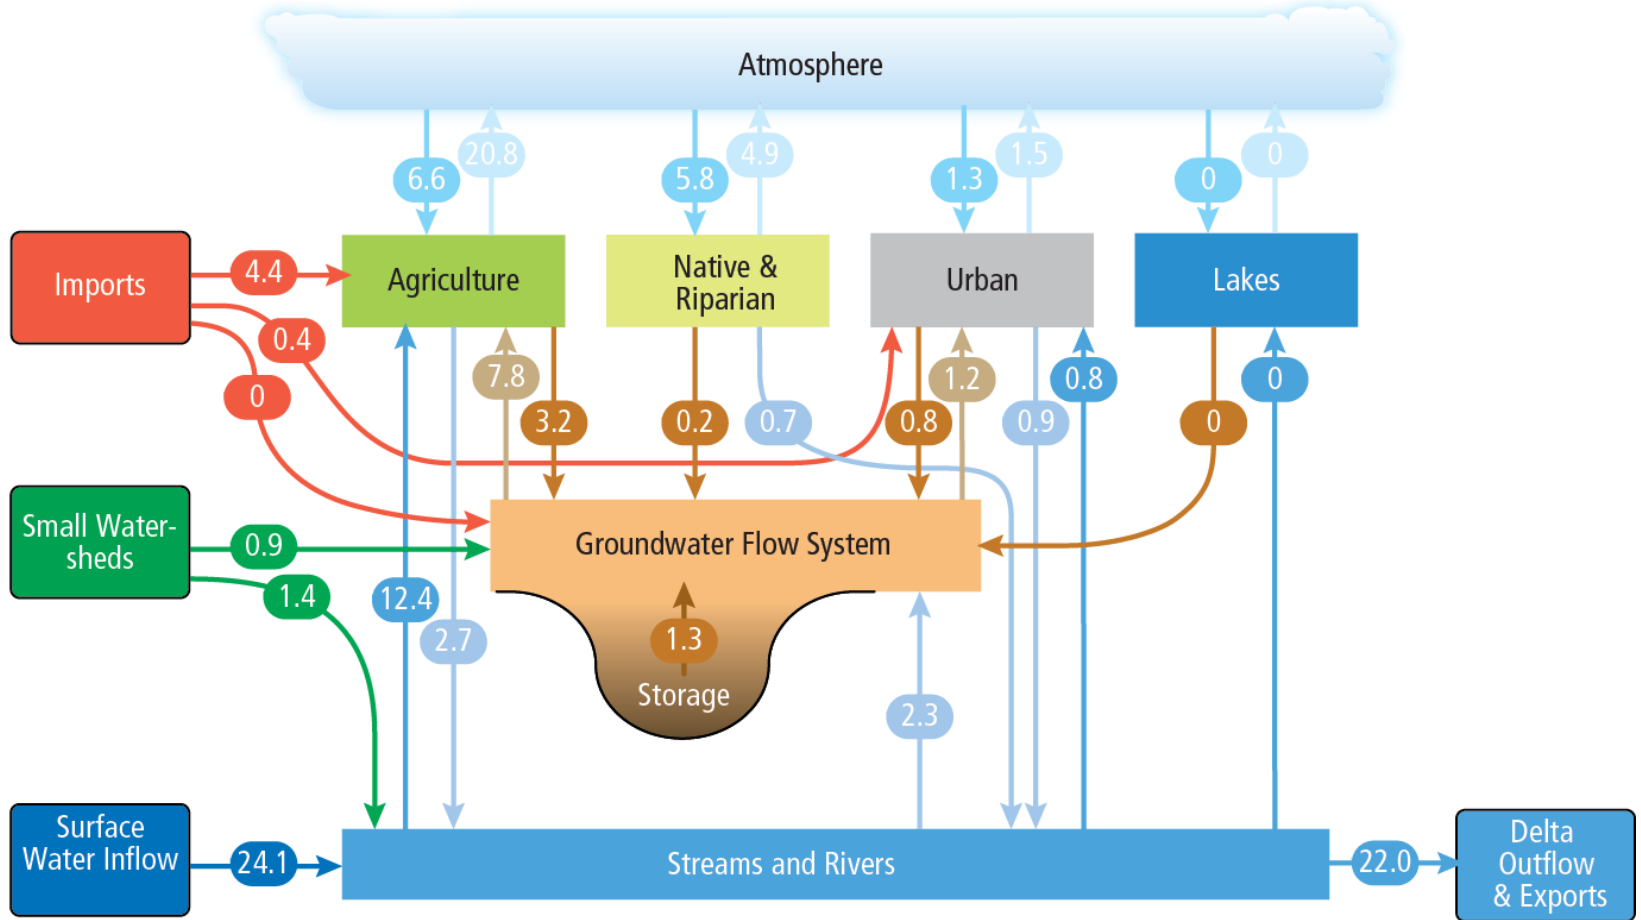 Atmosphere
20.8
4.9
1.5
0
6.6
5.8
1.3
0
Imports
4.4
Agriculture
Native &
Riparian
Urban
Lakes
0.4
0
7.8
1.2
0.8
0
3.2
0.2
0.7
0.8
0.9
0
Small Water-
sheds
0.9
1.4
Groundwater Flow System
12.4
2.7
1.3
Storage
2.3
Surface
Water Inflow
24.1
Streams and Rivers
22.0
Delta
Outflow
& Exports